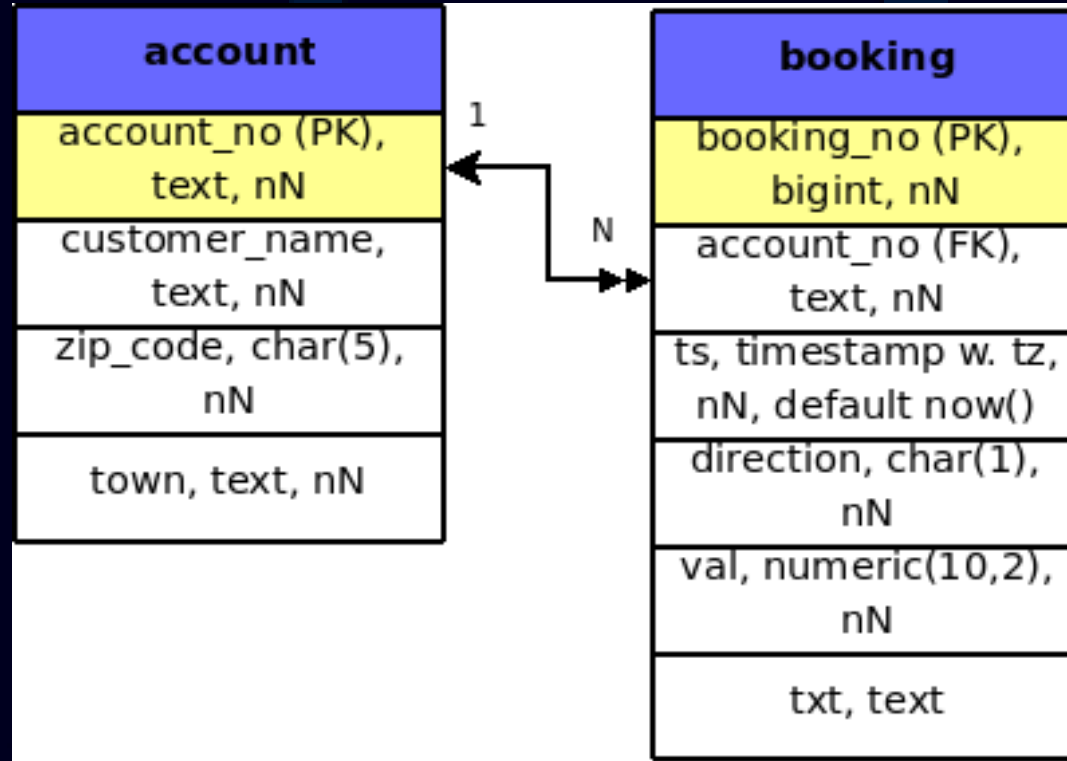 account
account_no (PK),
text, nN
customer_name,
text, nN
zip_code, char(5),
nN
town, text, nN
1
N
booking
booking_no (PK),
bigint, nN
account_no (FK),
text, nN
ts, timestamp w. tz,
nN, default now()
direction, char(1),
nN
val, numeric(10,2),
nN
txt, text